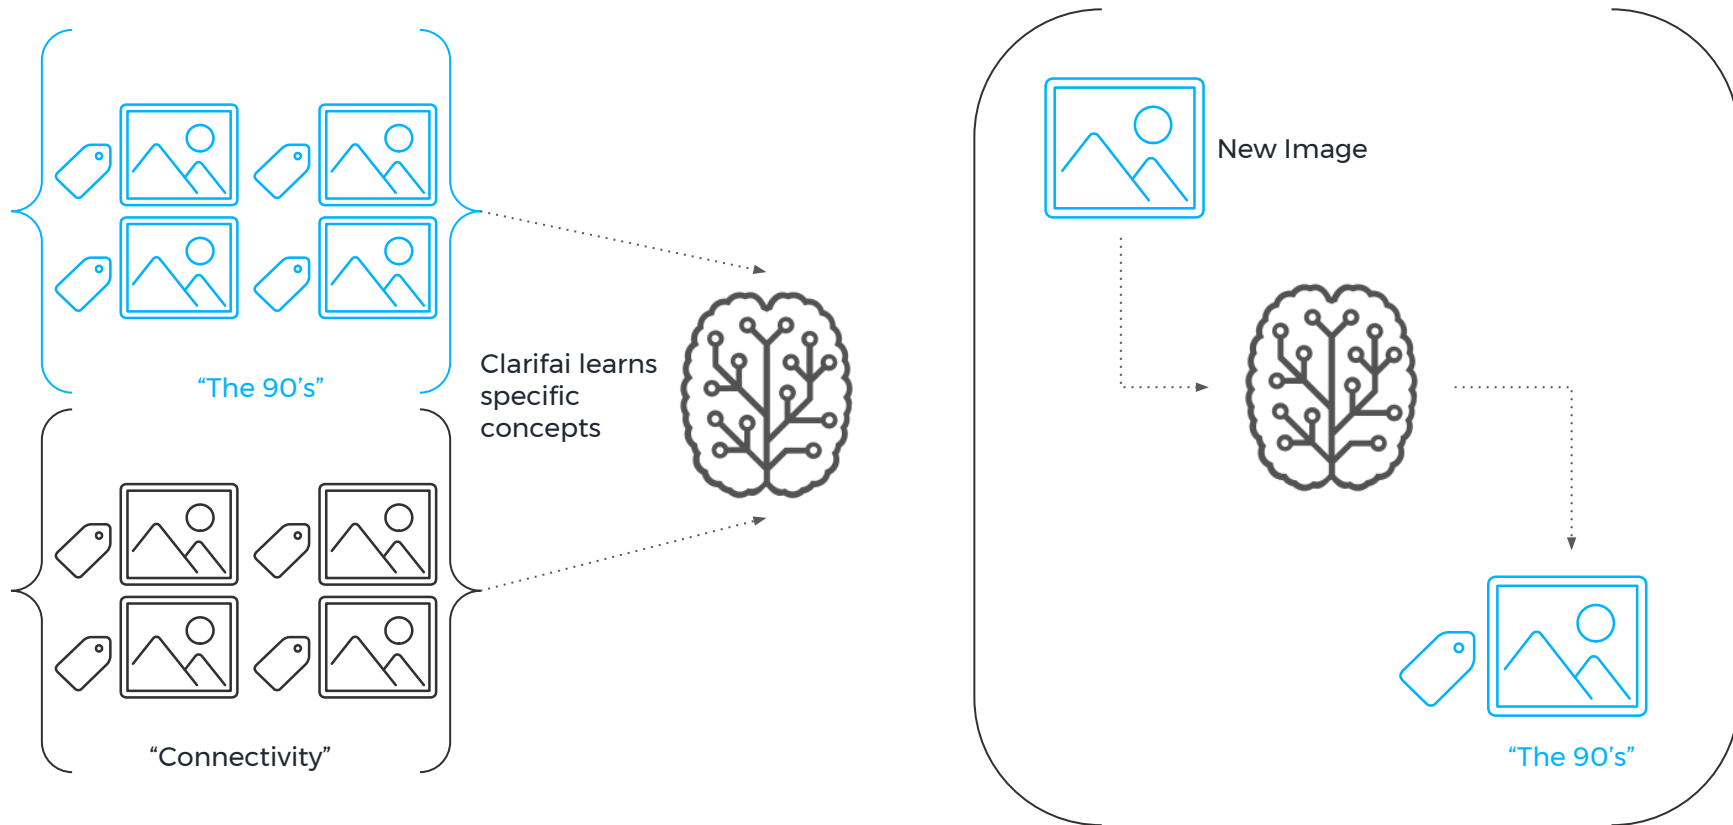 “The 90’s”
Clarifai learns
specific
concepts
“Connectivity”
New Image
“The 90’s”